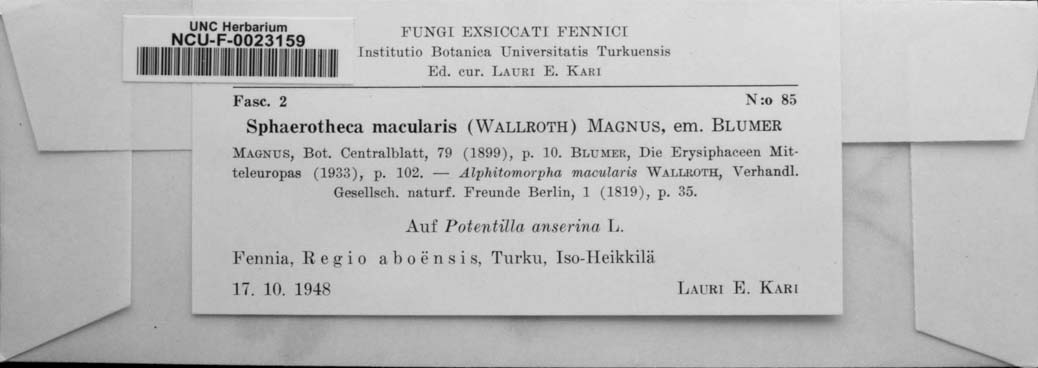 UNC Herbarium
NCU-F-0023159
FUNGI EXSICCATI FENNICI
Institutio Botanica Universitatis Turkuensis
Ed. cur. LAURI E. KARI
Fasc. 2 N:o 85
Sphaerotheca macularis (WALLROTH) MAGNUS, em. BLUMER
MAGNUS, Bot. Centralblatt, 79 (1899), p. 10. BLUMER, Die Erysiphaceen Mit-
teleuropas (1933), p. 102. — Alphitomorpha macularis WALLROTH, Verhandl.
Gesellsch. naturf. Freunde Berlin, 1 (1819), p. 35.
Auf Potentilla anserina L.
Fennia, Regio aboënsis, Turku, Iso-Heikkilä
17. 10. 1948 LAURI E. KARI